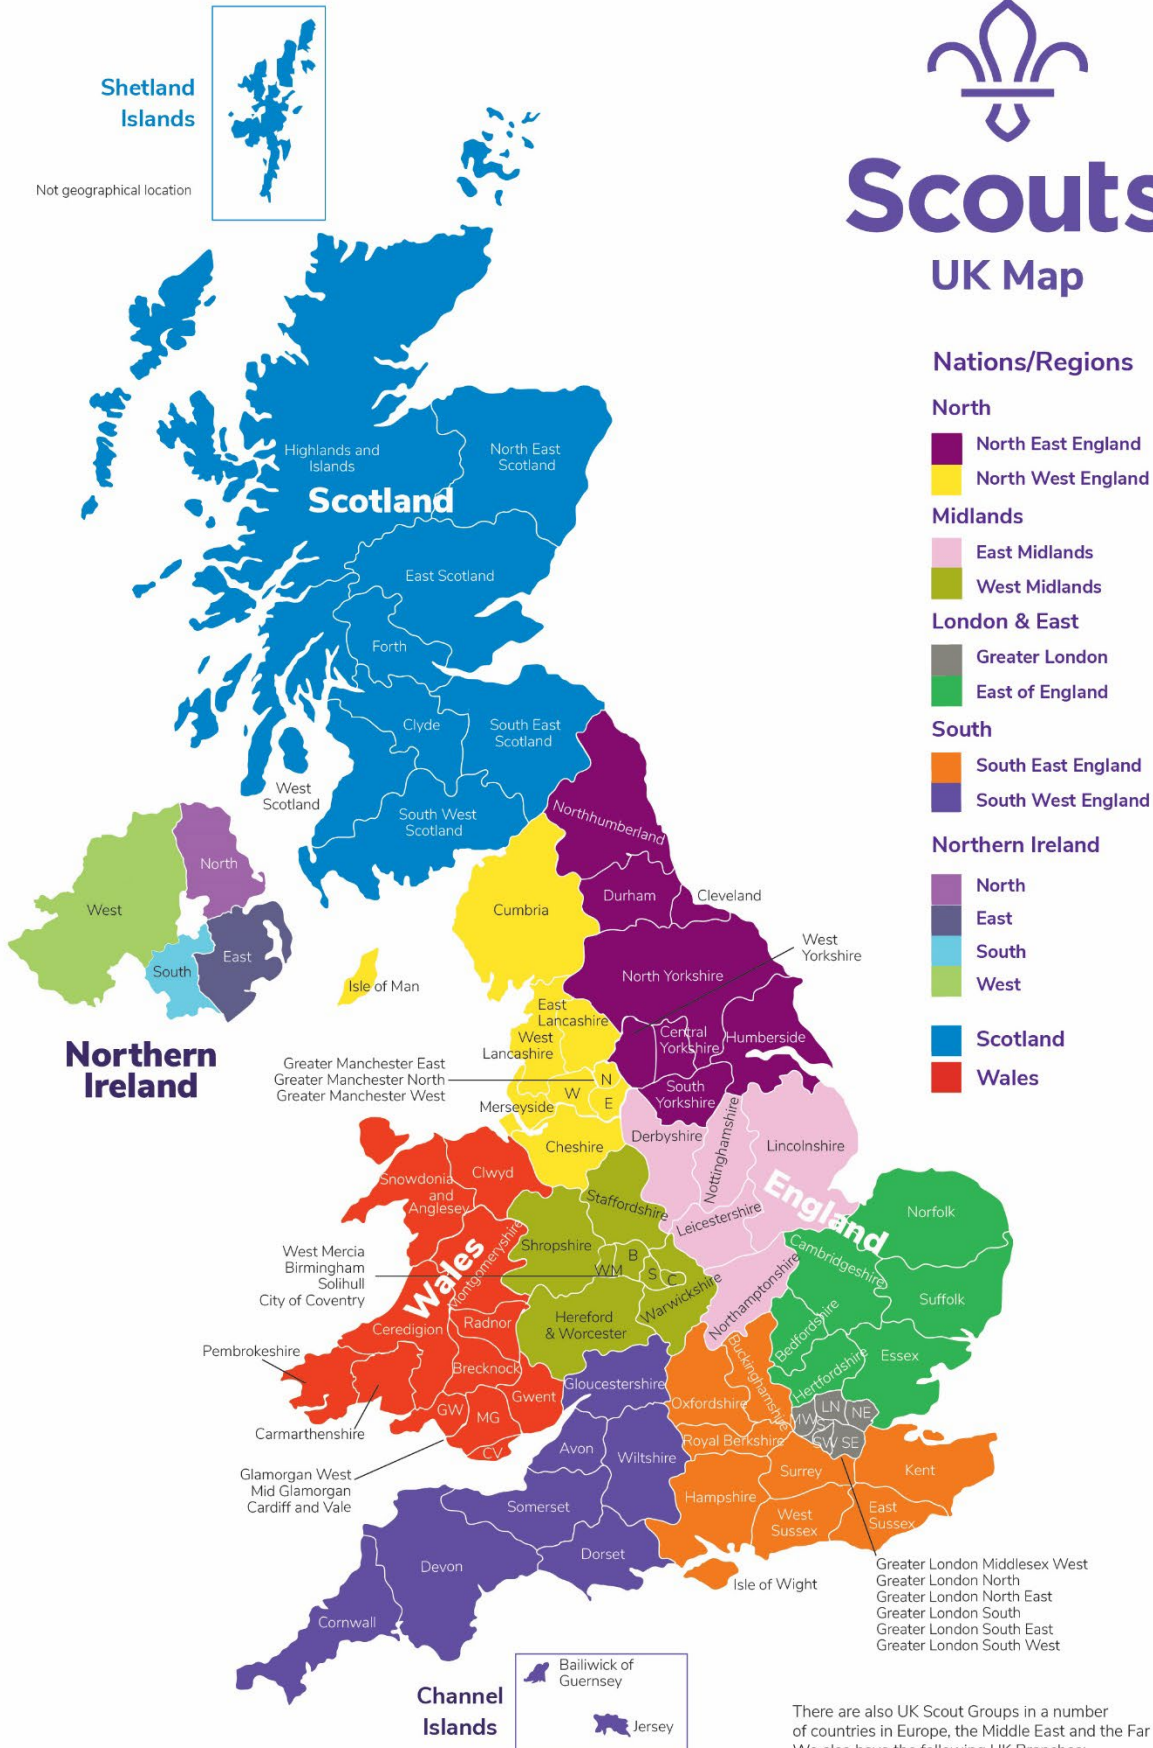 Shetland
Islands
Not geographical location
Scouts
UK Map
Nations/Regions
North
North East England
North West England
Midlands
East Midlands
West Midlands
London & East
Greater London
East of England
South
South East England
South West England
Northern Ireland
North
East
South
West
Scotland
Wales
Highlands and
Islands
North East
Scotland
Scotland
East Scotland
Forth
Clyde
South East
Scotland
West
Scotland
South West
Scotland
North
West
East
South
Northern
Ireland
Northhumberland
Durham
Cleveland
Cumbria
West
Yorkshire
North Yorkshire
Isle of Man
East
Lancashire
West
Lancashire
Central
Yorkshire
Humberside
Greater Manchester East
Greater Manchester North
Greater Manchester West
N
W
E
South
Yorkshire
Merseyside
Cheshire
Derbyshire
Nottinghamshire
Lincolnshire
England
Snowdonia
and
Anglesey
Clwyd
Staffordshire
Leicestershire
Norfolk
Wales
Montgomeryshire
Shropshire
B
WM
S
C
West Mercia
Birmingham
Solihull
City of Coventry
Warwickshire
Northamptonshire
Cambridgeshire
Suffolk
Hereford
& Worcester
Ceredigion
Radnor
Bedfordshire
Hertfordshire
Essex
Pembrokeshire
Brecknock
Gwent
Gloucestershire
Oxfordshire
Buckinghamshire
Carmarthenshire
GW
MG
CV
LN
NE
MW
S
SW
SE
Glamorgan West
Mid Glamorgan
Cardiff and Vale
Avon
Wiltshire
Royal Berkshire
Surrey
Kent
Somerset
Hampshire
West
Sussex
East
Sussex
Devon
Dorset
Isle of Wight
Cornwall
Greater London Middlesex West
Greater London North
Greater London North East
Greater London South
Greater London South East
Greater London South West
Channel
Islands
Bailiwick of
Guernsey
Jersey
There are also UK Scout Groups in a number
of countries in Europe, the Middle East and the Far